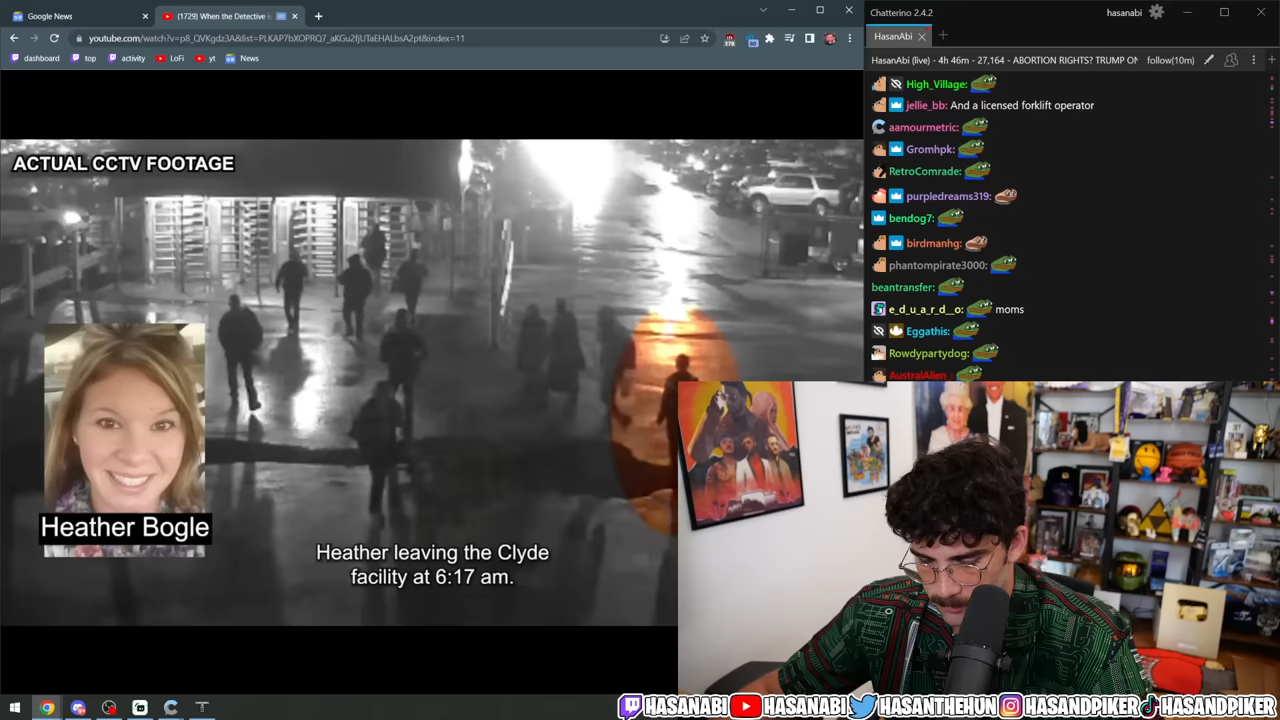 Google News
(1729) When the Detective is
youtube.com/watch?v=p8_QVKgdz3A&list=PLKAP7bXOPRQ7_aKGu2fjUTaEHALbsA2pt&index=11
dashboard
top
activity
LoFi
yt
News
ACTUAL CCTV FOOTAGE
Heather Bogle
Heather leaving the Clyde
facility at 6:17 am.
Chatterino 2.4.2
hasanabi
HasanAbi
HasanAbi (live) - 4h 46m - 27,164 - ABORTION RIGHTS? TRUMP ON
follow(10m)
High_Village:
jellie_bb: And a licensed forklift operator
aamourmetric:
Gromhpk:
RetroComrade:
purpledreams319:
bendog7:
birdmanhg:
phantompirate3000:
beantransfer:
e_d_u_a_r_d__o: moms
Eggathis:
Rowdypartydog:
AustralAlien
HASANABI
HASANABI
HASANTHEHUN
HASANDPIKER
HASANDPIKER